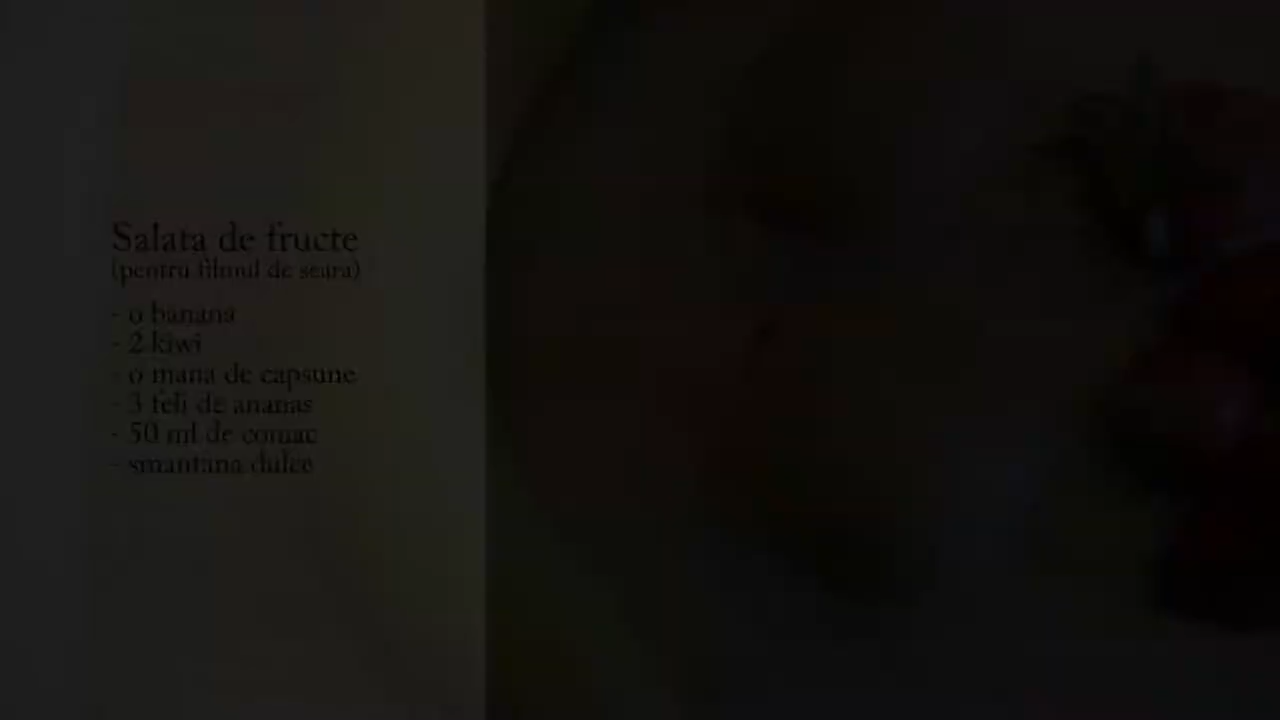 Salata de fructe
(pentru filmul de seara)
- o banana
- 2 kiwi
- o mana de capsune
- 3 feli de ananas
- 50 ml de coniac
- smantana dulce